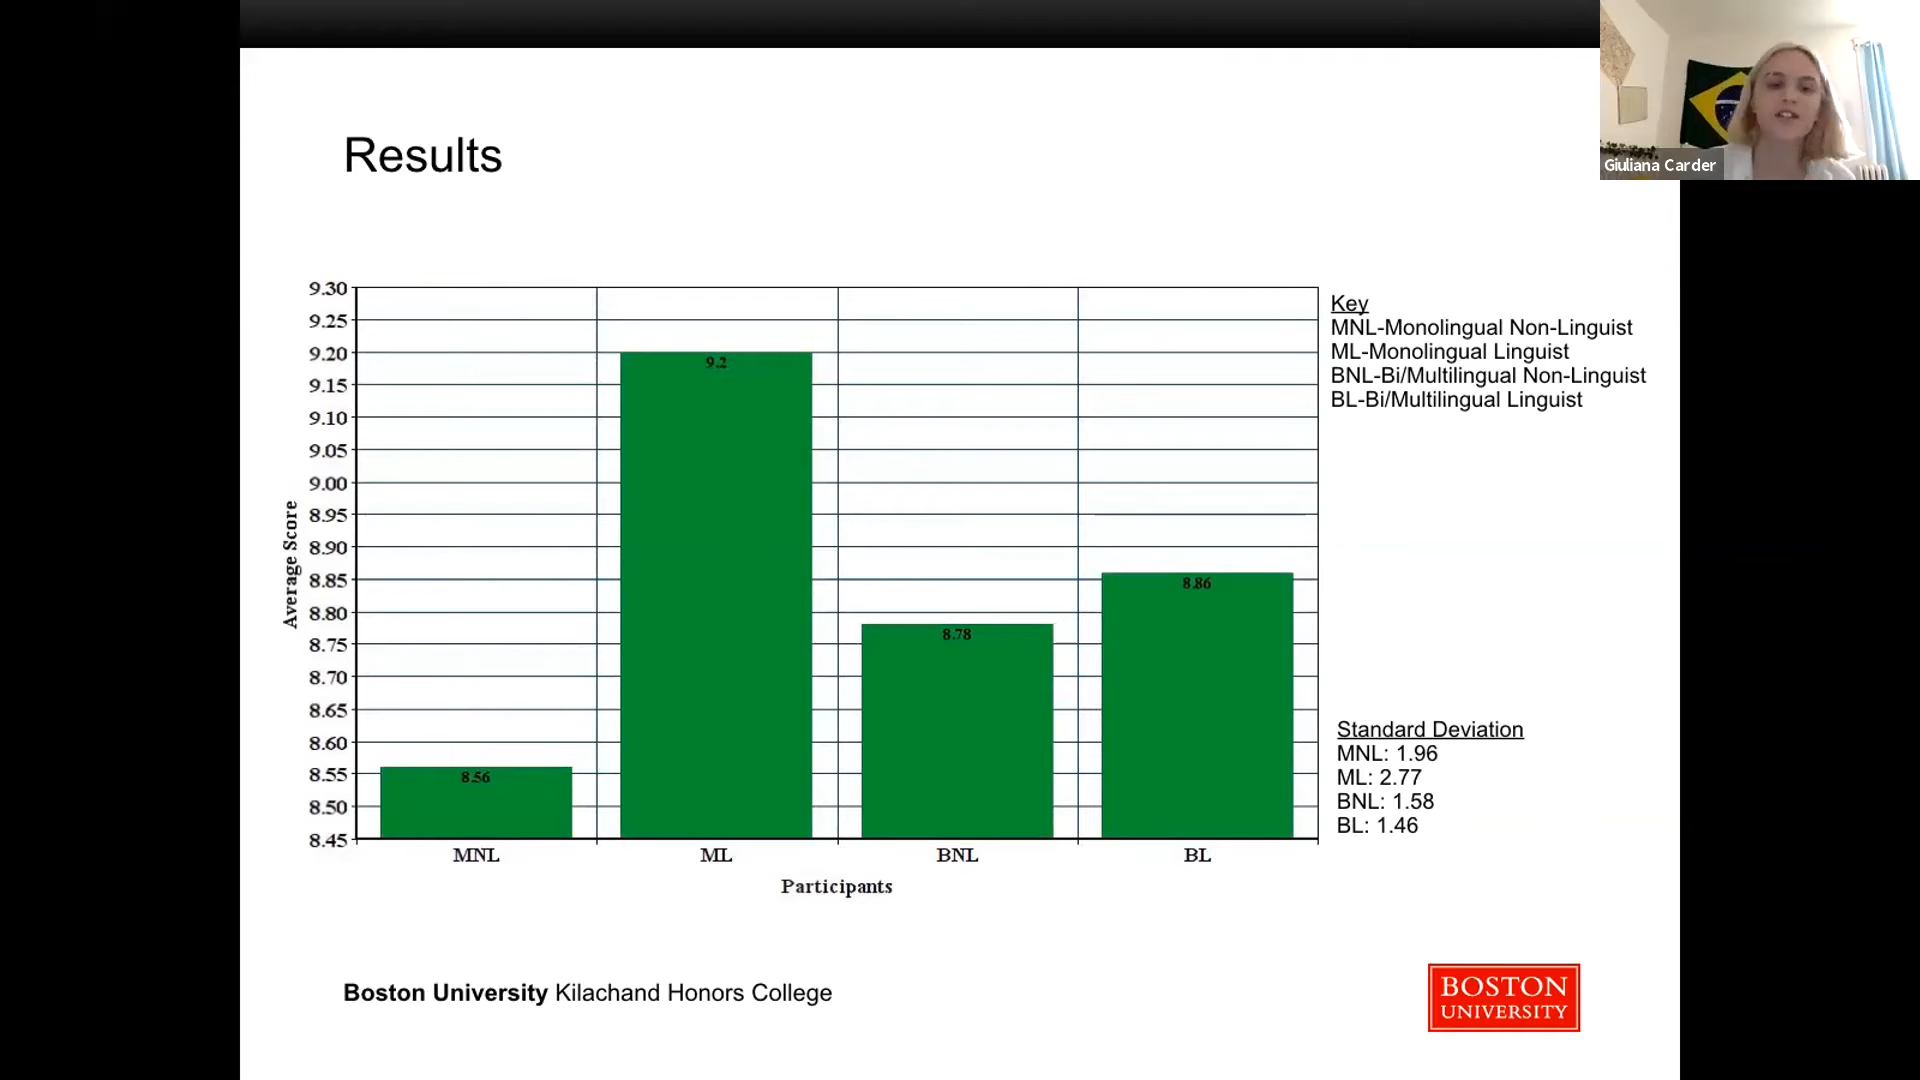 Results
Giuliana Carder
9.30
9.25
9.20
9.15
9.10
9.05
9.00
8.95
8.90
8.85
8.80
8.75
8.70
8.65
8.60
8.55
8.50
8.45
Average Score
8.56
9.2
8.78
8.86
MNL
ML
BNL
BL
Participants
Key
MNL-Monolingual Non-Linguist
ML-Monolingual Linguist
BNL-Bi/Multilingual Non-Linguist
BL-Bi/Multilingual Linguist
Standard Deviation
MNL: 1.96
ML: 2.77
BNL: 1.58
BL: 1.46
Boston University Kilachand Honors College
BOSTON
UNIVERSITY